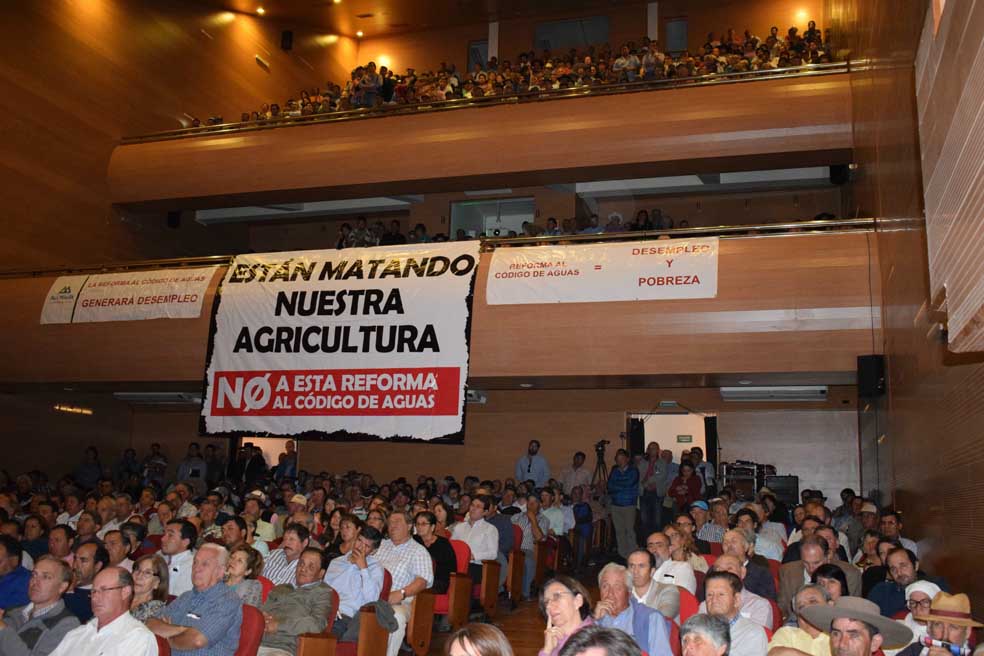 LA REFORMA AL CÓDIGO DE AGUAS
GENERARÁ DESEMPLEO
ESTÁN MATANDO
NUESTRA
AGRICULTURA
NO A ESTA REFORMA
AL CÓDIGO DE AGUAS
REFORMA AL
CÓDIGO DE AGUAS
=
DESEMPLEO
Y
POBREZA